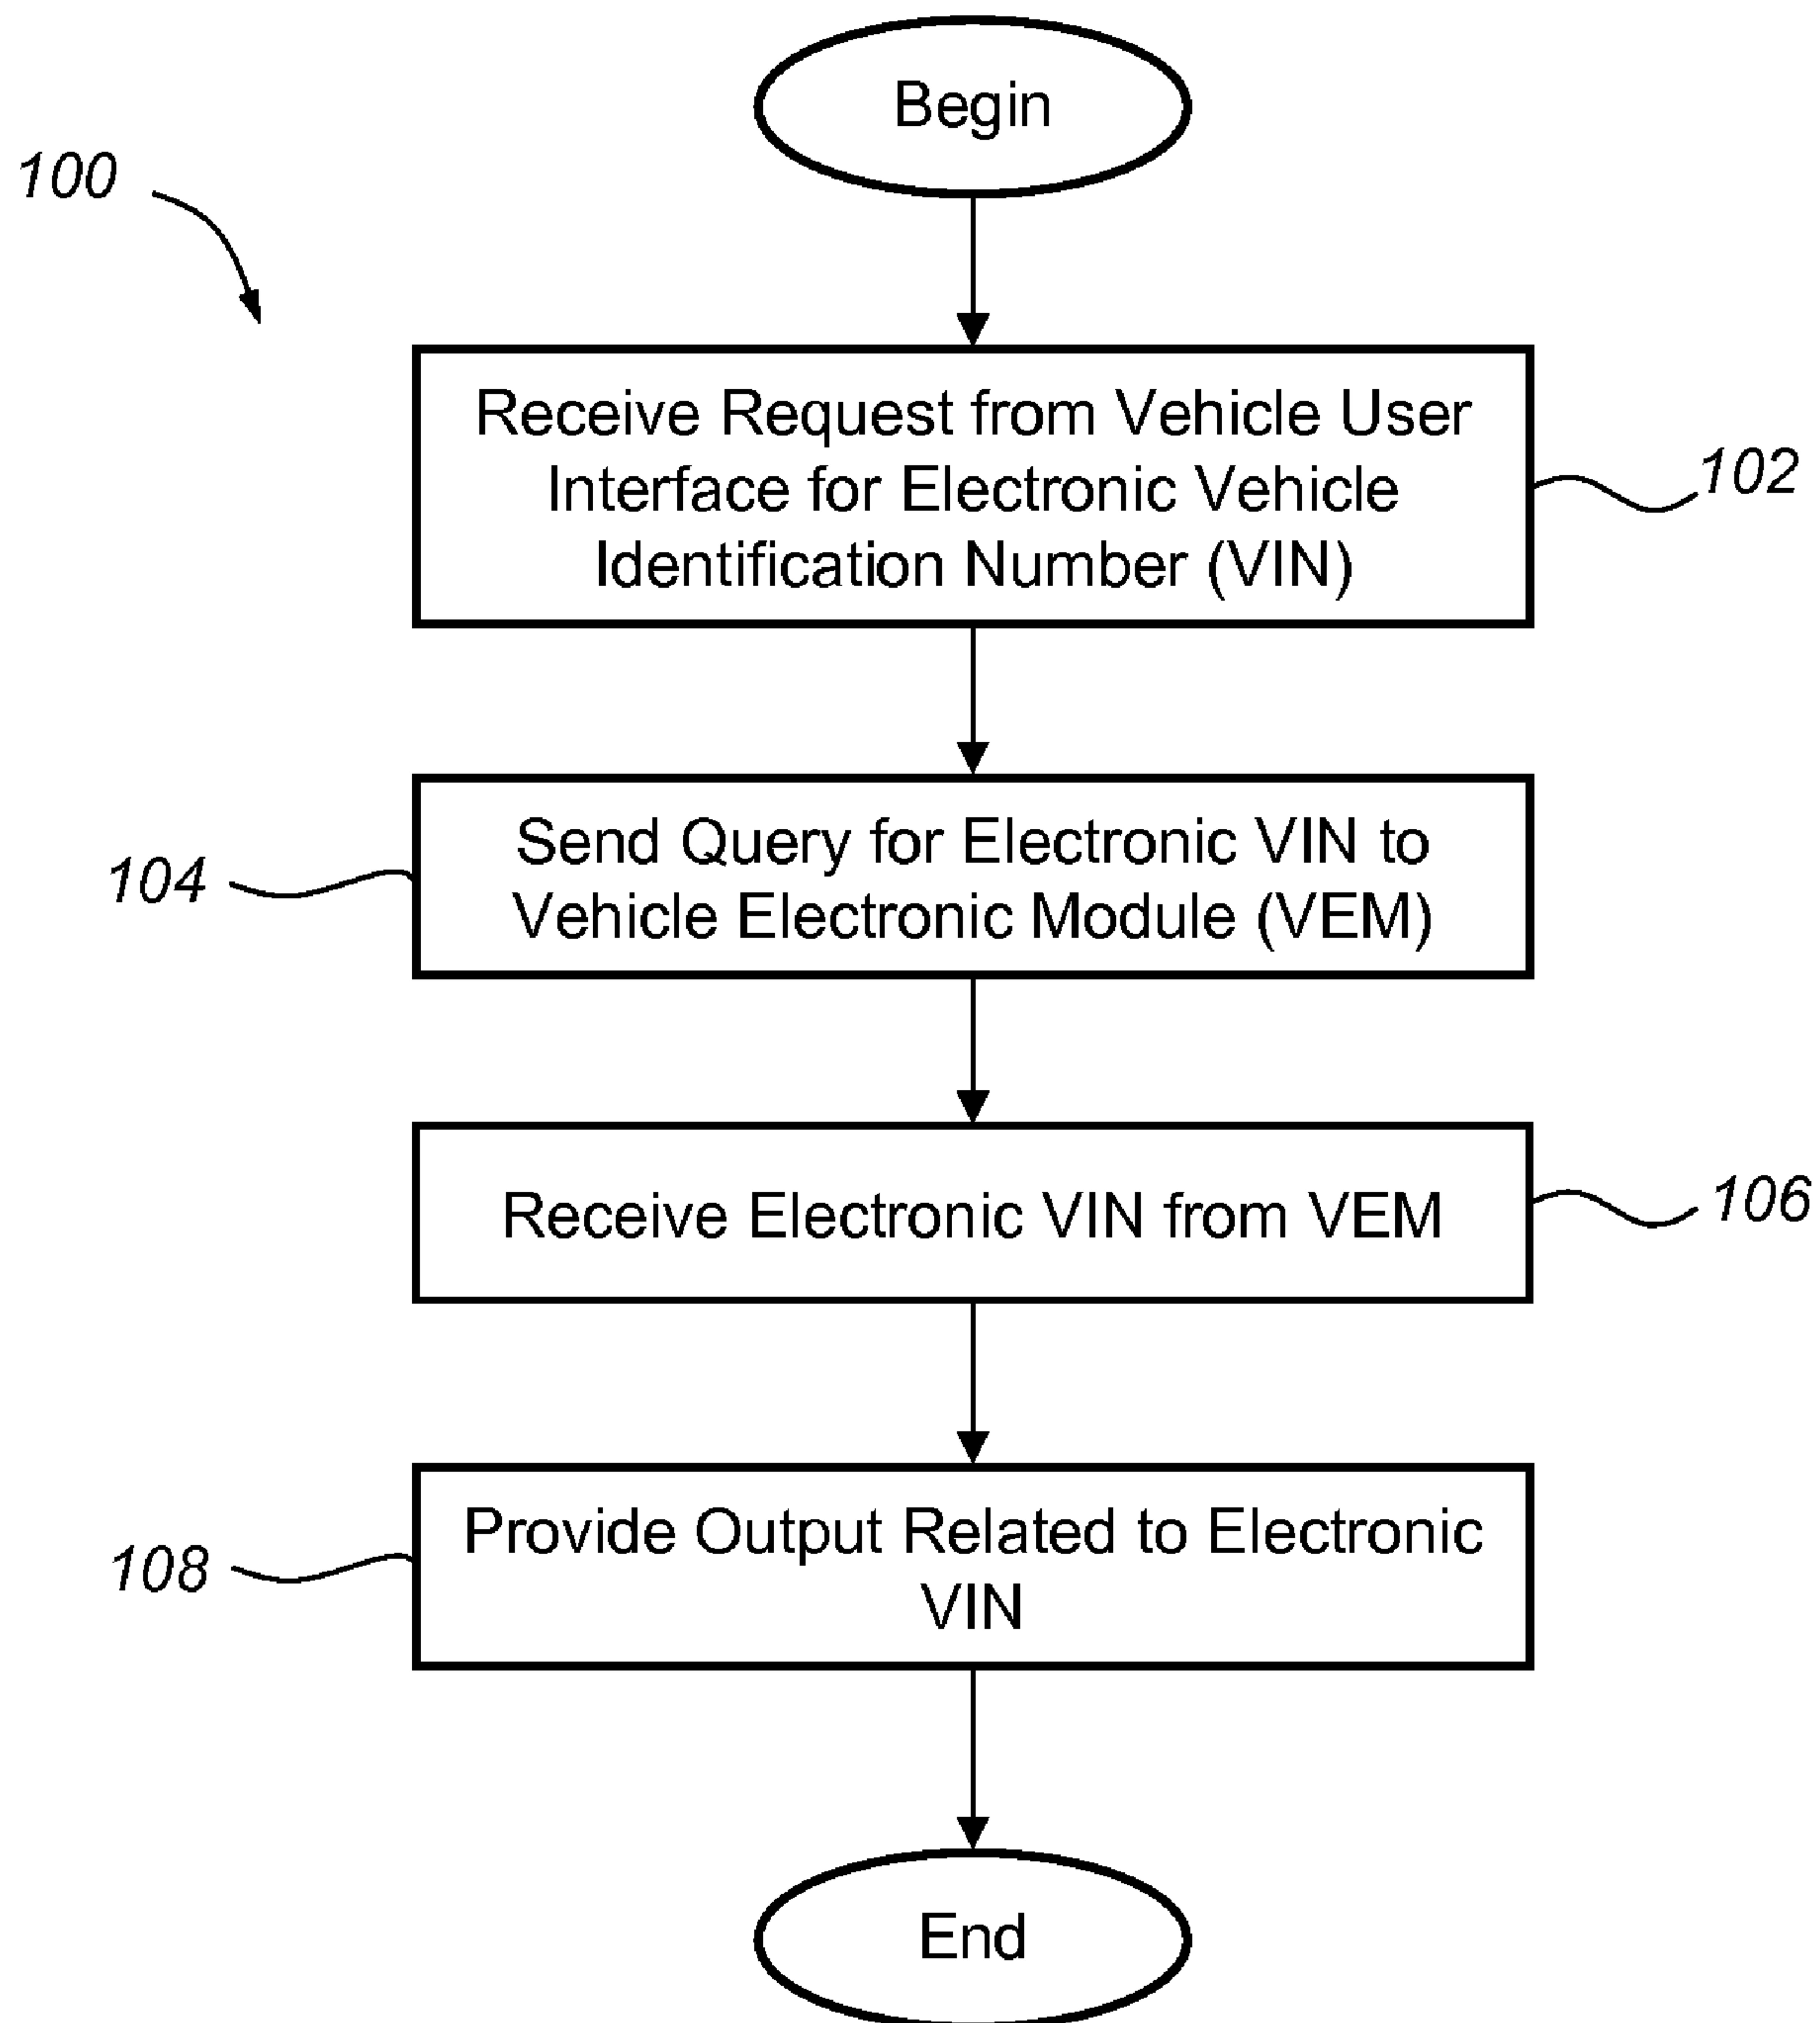 Begin
100
Receive Request from Vehicle User
Interface for Electronic Vehicle
Identification Number (VIN)
102
Send Query for Electronic VIN to
Vehicle Electronic Module (VEM)
104
Receive Electronic VIN from VEM
106
Provide Output Related to Electronic
VIN
108
End